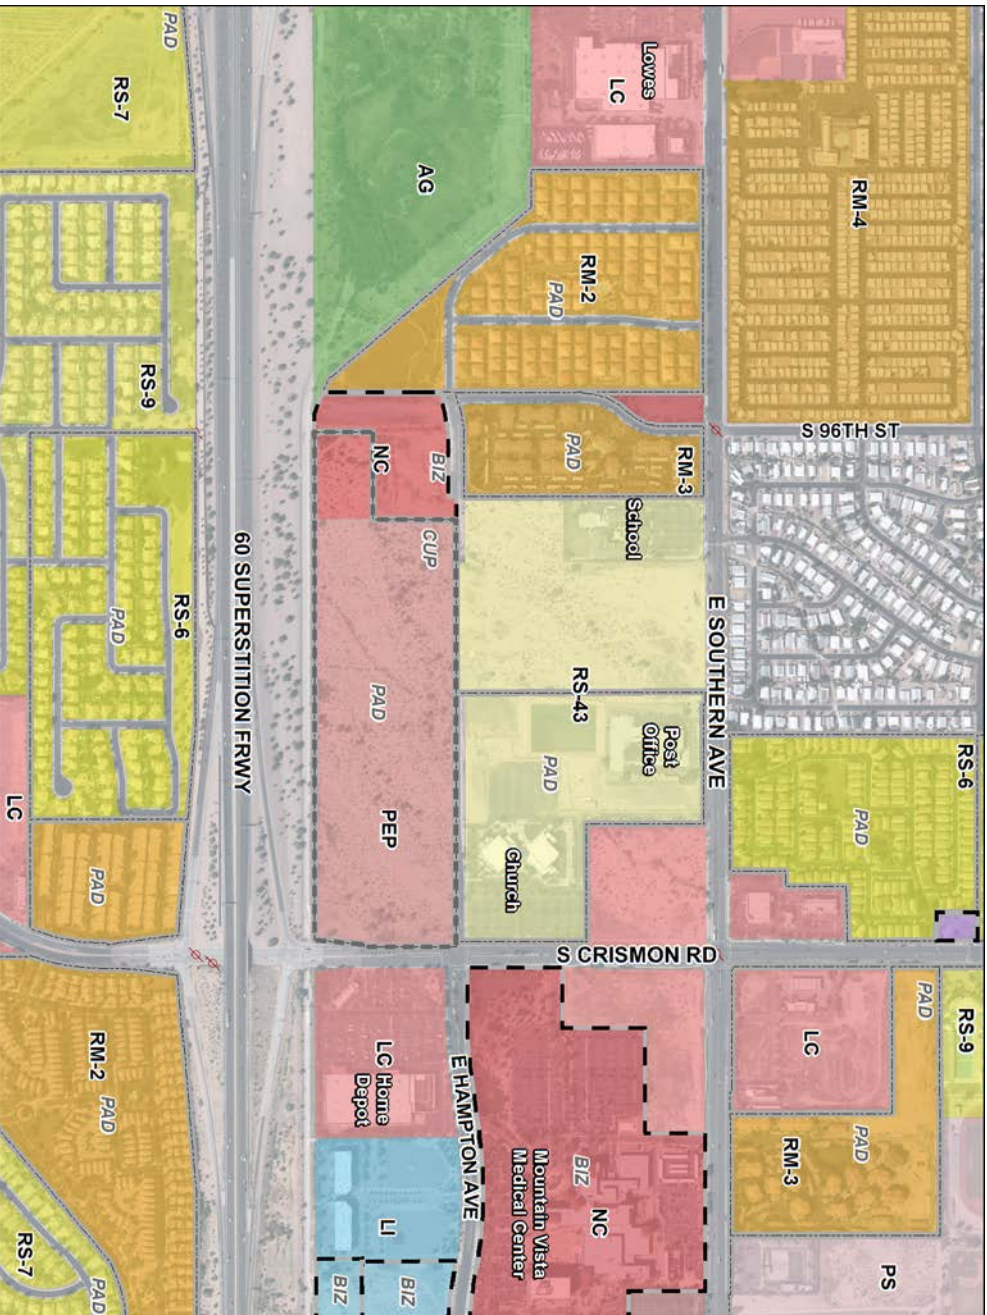 RS-6
RS-9
PAD
PS
RM-4
PAD
PAD
S 96TH ST
LC
RM-3
E SOUTHERN AVE
RM-3
Lowes
LC
School
Post
Office
S CRISMON RD
RM-2
PAD
PAD
RS-43
PAD
BIZ
NC
Mountain Vista
Medical Center
Church
E HAMPTON AVE
AG
BIZ
NC
CUP
PAD
PEP
LC
Home
Depot
LI
BIZ
BIZ
60 SUPERSTITION FRWY
PAD
RS-7
RS-9
RS-6
PAD
PAD
RM-2
PAD
PAD
LC
RS-7